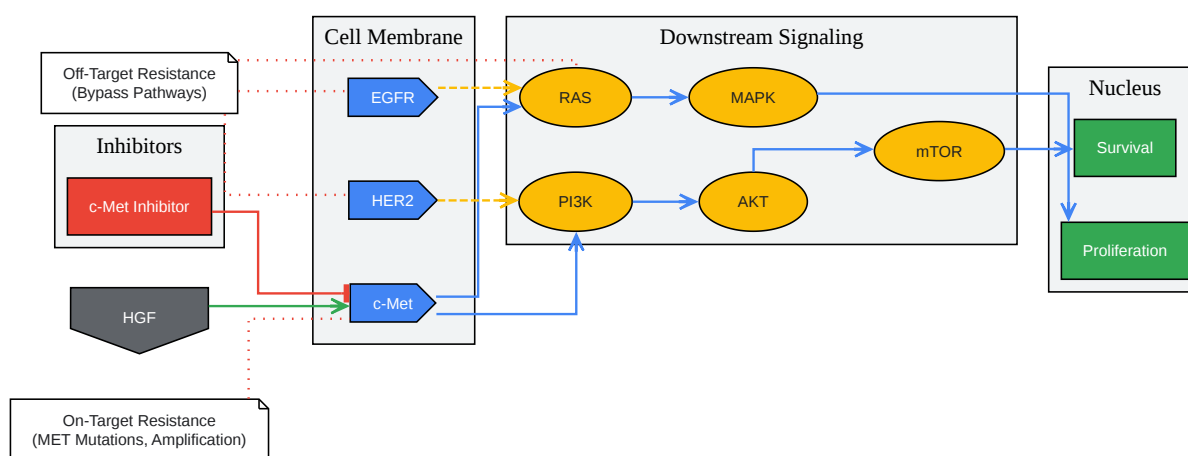 Cell Membrane
Downstream Signaling
Off-Target Resistance
(Bypass Pathways)
EGFR
RAS
MAPK
Nucleus
Inhibitors
Survival
mTOR
c-Met Inhibitor
HER2
PI3K
AKT
Proliferation
c-Met
HGF
On-Target Resistance
(MET Mutations, Amplification)